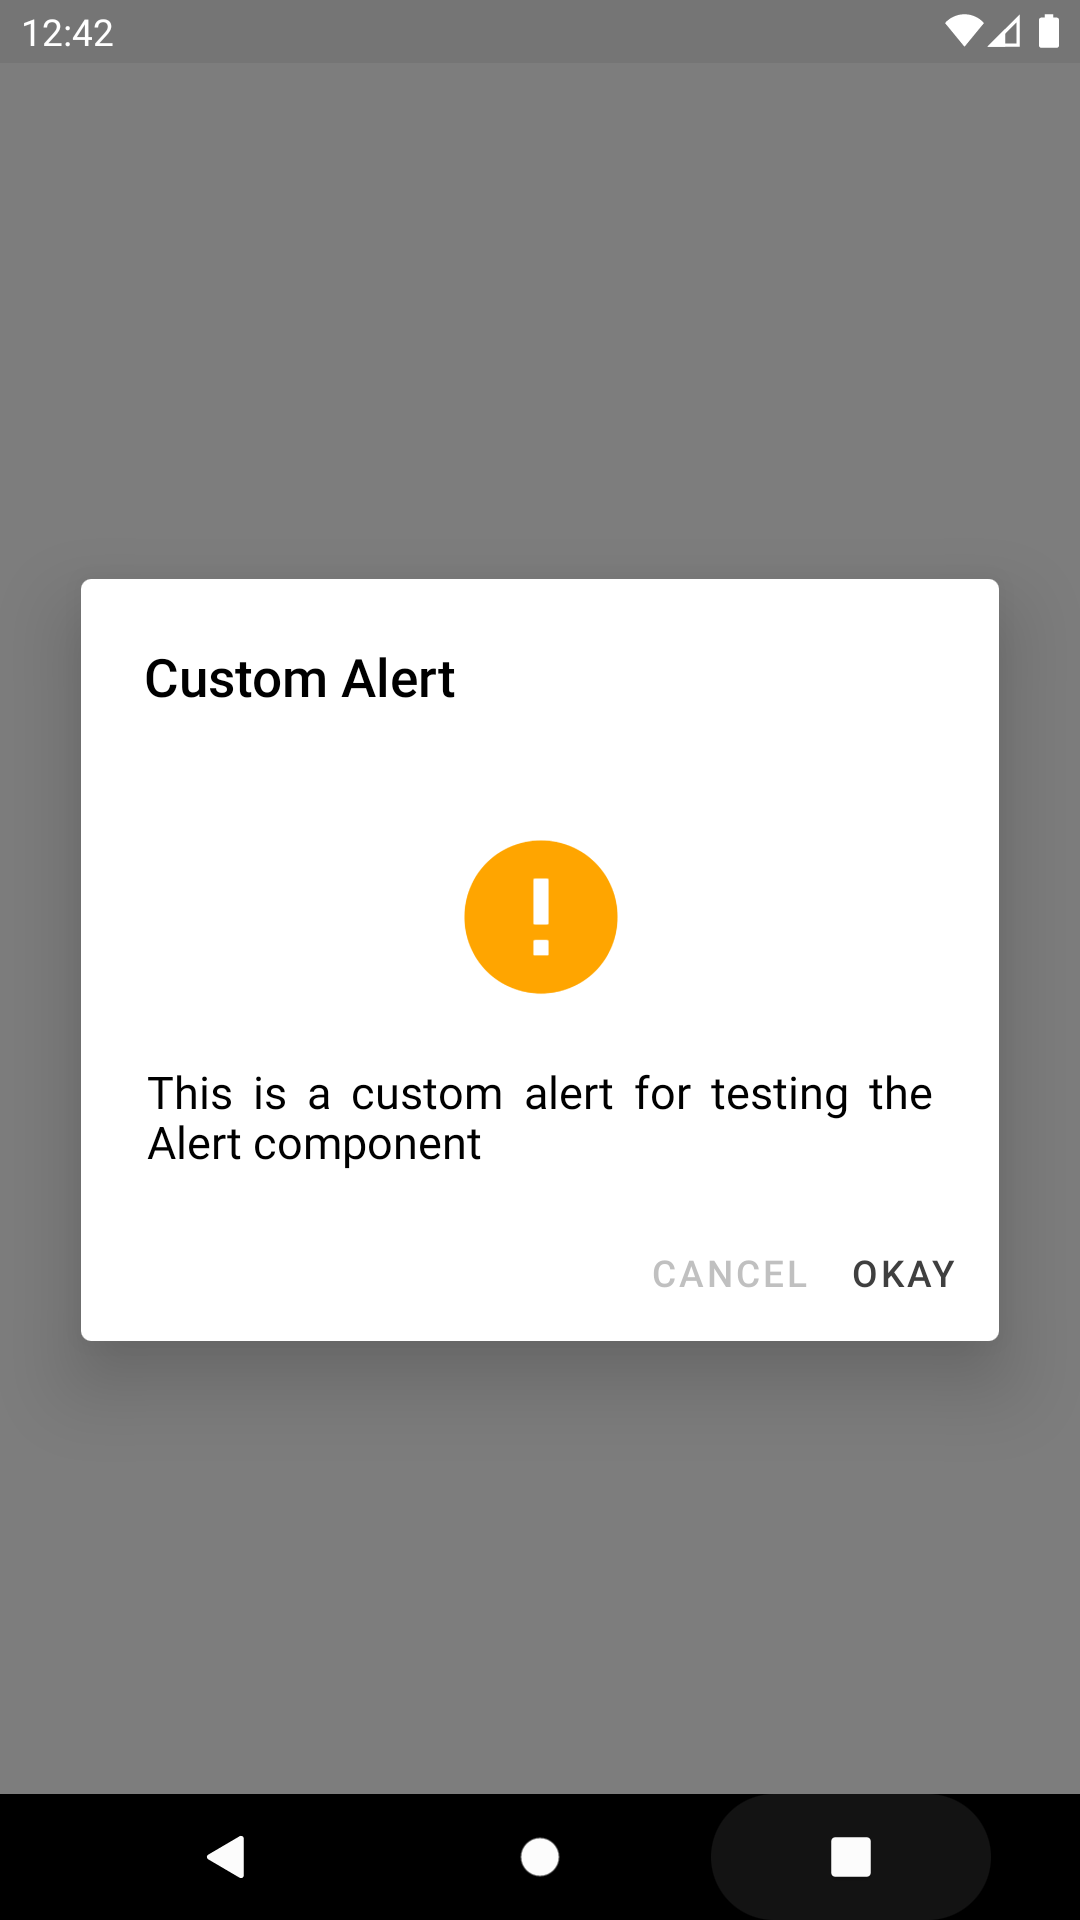 12:42
Custom Alert
This is a custom alert for testing the
Alert component
CANCEL OKAY